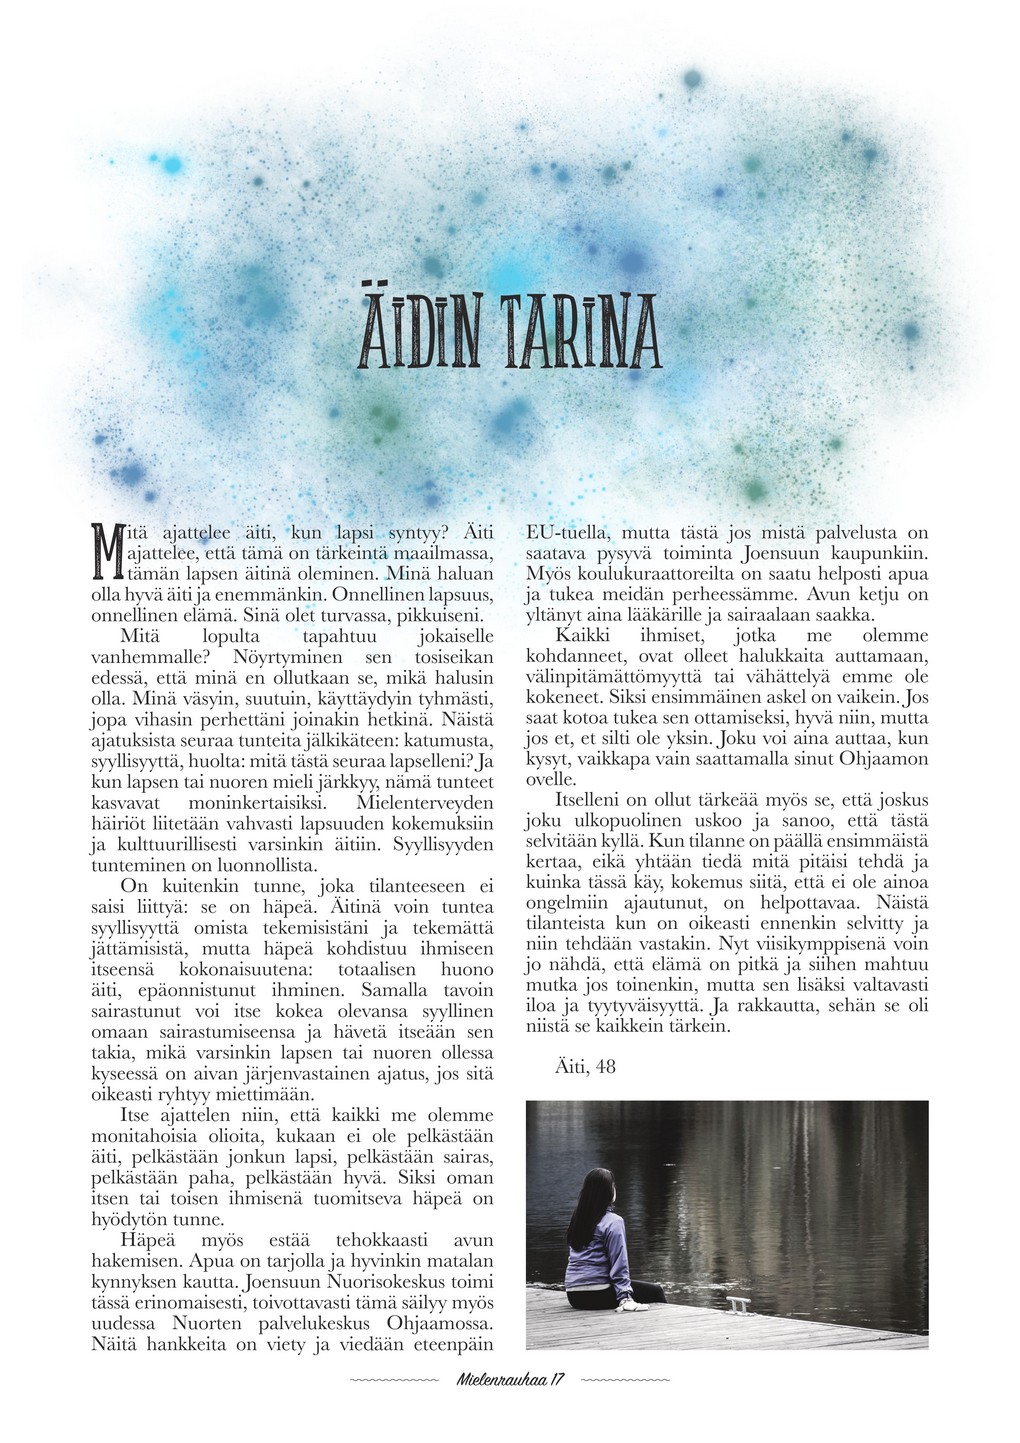 ÄIDIN TARINA
Mitä ajattelee äiti, kun lapsi syntyy? Äiti
ajattelee, että tämä on tärkeintä maailmassa,
tämän lapsen äitinä oleminen. Minä haluan
olla hyvä äiti ja enemmänkin. Onnellinen lapsuus,
onnellinen elämä. Sinä olet turvassa, pikkuiseni.
Mitä lopulta tapahtuu jokaiselle
vanhemmalle? Nöyrtyminen sen tosiseikan
edessä, että minä en ollutkaan se, mikä halusin
olla. Minä väsyin, suutuin, käyttäydyin tyhmästi,
jopa vihasin perhettäni joinakin hetkinä. Näistä
ajatuksista seuraa tunteita jälkikäteen: katumusta,
syyllisyyttä, huolta: mitä tästä seuraa lapselleni? Ja
kun lapsen tai nuoren mieli järkkyy, nämä tunteet
kasvavat moninkertaisiksi. Mielenterveyden
häiriöt liitetään vahvasti lapsuuden kokemuksiin
ja kulttuurillisesti varsinkin äitiin. Syyllisyyden
tunteminen on luonnollista.
On kuitenkin tunne, joka tilanteeseen ei
saisi liittyä: se on häpeä. Äitinä voin tuntea
syyllisyyttä omista tekemisistäni ja tekemättä
jättämisistä, mutta häpeä kohdistuu ihmiseen
itseensä kokonaisuutena: totaalisen huono
äiti, epäonnistunut ihminen. Samalla tavoin
sairastunut voi itse kokea olevansa syyllinen
omaan sairastumiseensa ja hävetä itseään sen
takia, mikä varsinkin lapsen tai nuoren ollessa
kyseessä on aivan järjenvastainen ajatus, jos sitä
oikeasti ryhtyy miettimään.
Itse ajattelen niin, että kaikki me olemme
monitahoisia olioita, kukaan ei ole pelkästään
äiti, pelkästään jonkun lapsi, pelkästään sairas,
pelkästään paha, pelkästään hyvä. Siksi oman
itsen tai toisen ihmisenä tuomitseva häpeä on
hyödytön tunne.
Häpeä myös estää tehokkaasti avun
hakemisen. Apua on tarjolla ja hyvinkin matalan
kynnyksen kautta. Joensuun Nuorisokeskus toimi
tässä erinomaisesti, toivottavasti tämä säilyy myös
uudessa Nuorten palvelukeskus Ohjaamossa.
Näitä hankkeita on viety ja viedään eteenpäin
EU-tuella, mutta tästä jos mistä palvelusta on
saatava pysyvä toiminta Joensuun kaupunkiin.
Myös koulukuraattoreilta on saatu helposti apua
ja tukea meidän perheessämme. Avun ketju on
yltänyt aina lääkärille ja sairaalaan saakka.
Kaikki ihmiset, jotka me olemme
kohdanneet, ovat olleet halukkaita auttamaan,
välinpitämättömyyttä tai vähättelyä emme ole
kokeneet. Siksi ensimmäinen askel on vaikein. Jos
saat kotoa tukea sen ottamiseksi, hyvä niin, mutta
jos et, et silti ole yksin. Joku voi aina auttaa, kun
kysyt, vaikkapa vain saattamalla sinut Ohjaamon
ovelle.
Itselleni on ollut tärkeää myös se, että joskus
joku ulkopuolinen uskoo ja sanoo, että tästä
selvitään kyllä. Kun tilanne on päällä ensimmäistä
kertaa, eikä yhtään tiedä mitä pitäisi tehdä ja
kuinka tässä käy, kokemus siitä, että ei ole ainoa
ongelmiin ajautunut, on helpottavaa. Näistä
tilanteista kun on oikeasti ennenkin selvitty ja
niin tehdään vastakin. Nyt viisikymppisenä voin
jo nähdä, että elämä on pitkä ja siihen mahtuu
mutka jos toinenkin, mutta sen lisäksi valtavasti
iloa ja tyytyväisyyttä. Ja rakkautta, sehän se oli
niistä se kaikkein tärkein.
Äiti, 48
Mielenrauhaa 17